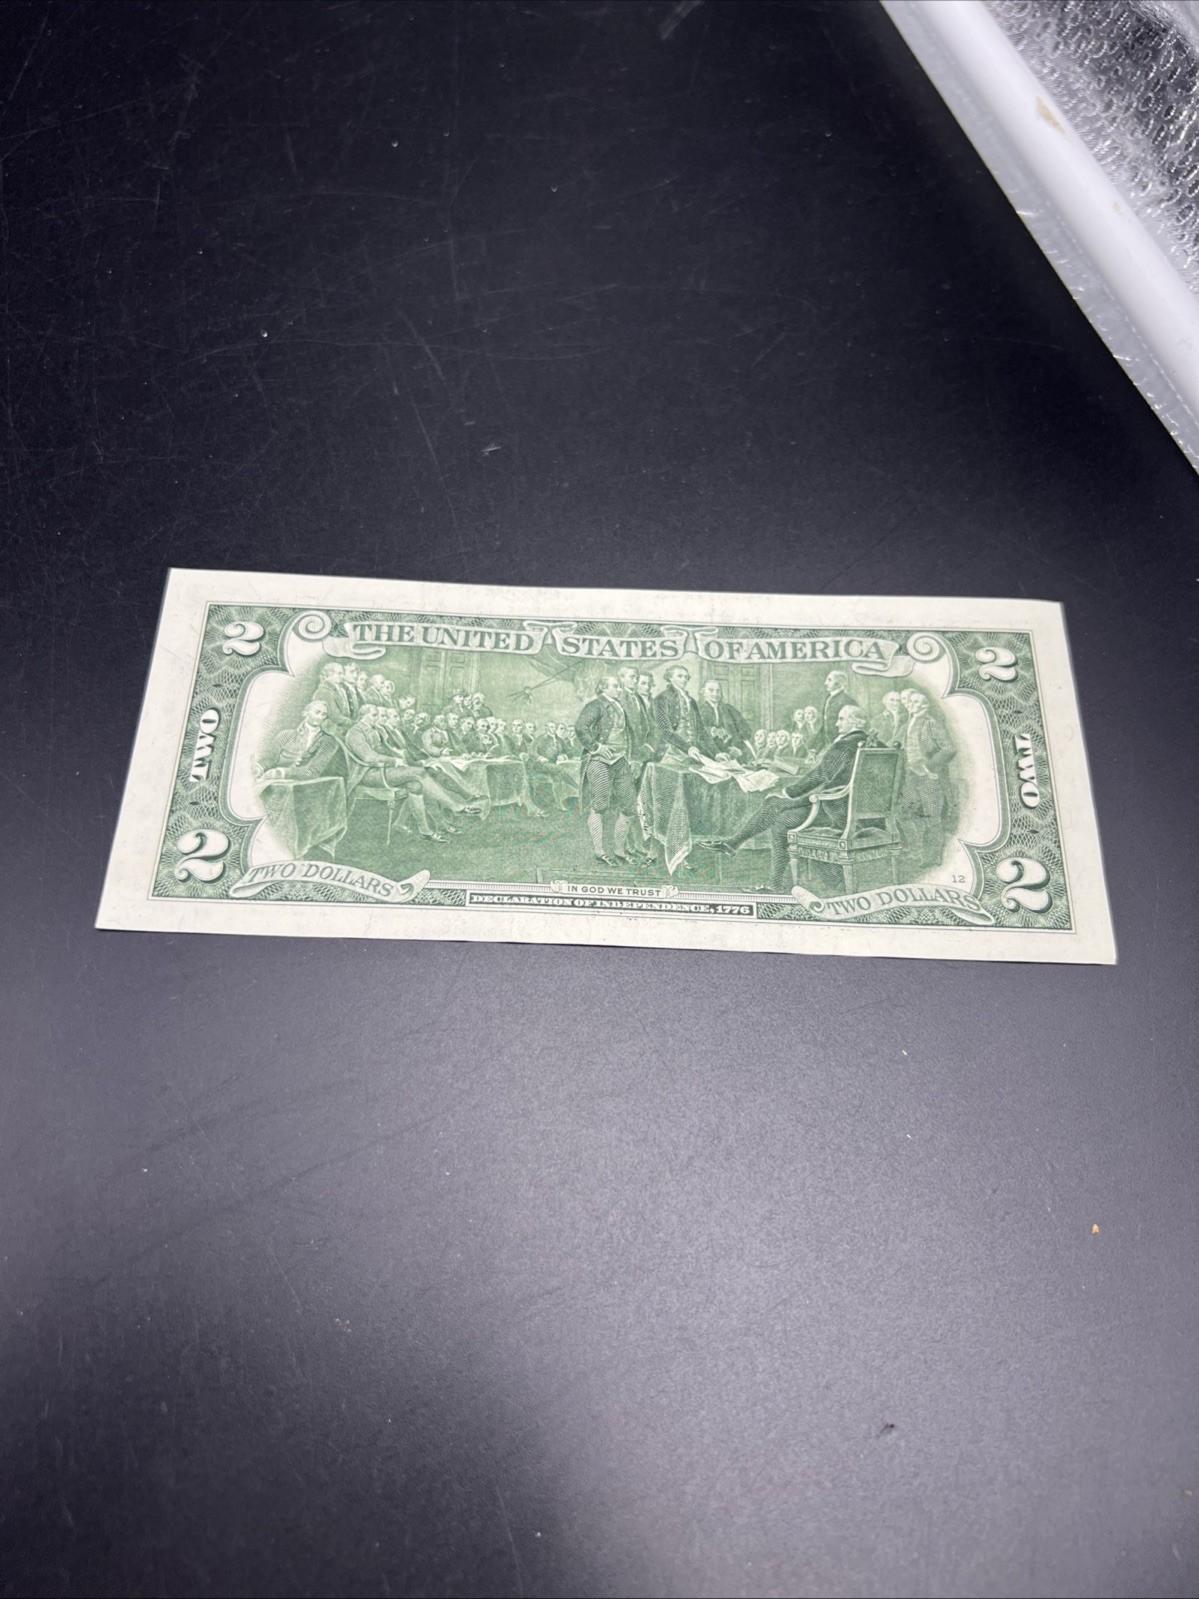 2 THE UNITED STATES OF AMERICA 2
TWO TWO
2 TWO DOLLARS IN GOD WE TRUST TWO DOLLARS 2
12
DECLARATION OF INDEPENDENCE, 1776